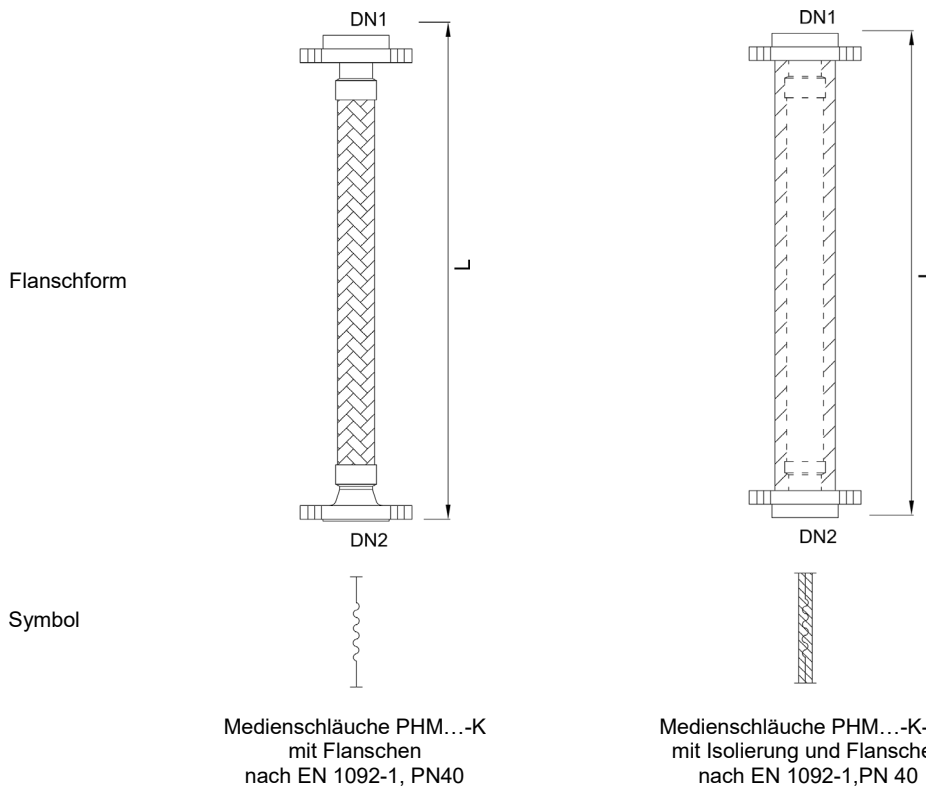 DN1
DN1
L
L
Flanschform
DN2
DN2
Symbol
Medienschläuche PHM…-K
mit Flanschen
nach EN 1092-1, PN40
Medienschläuche PHM…-K-
mit Isolierung und Flansche
nach EN 1092-1,PN 40